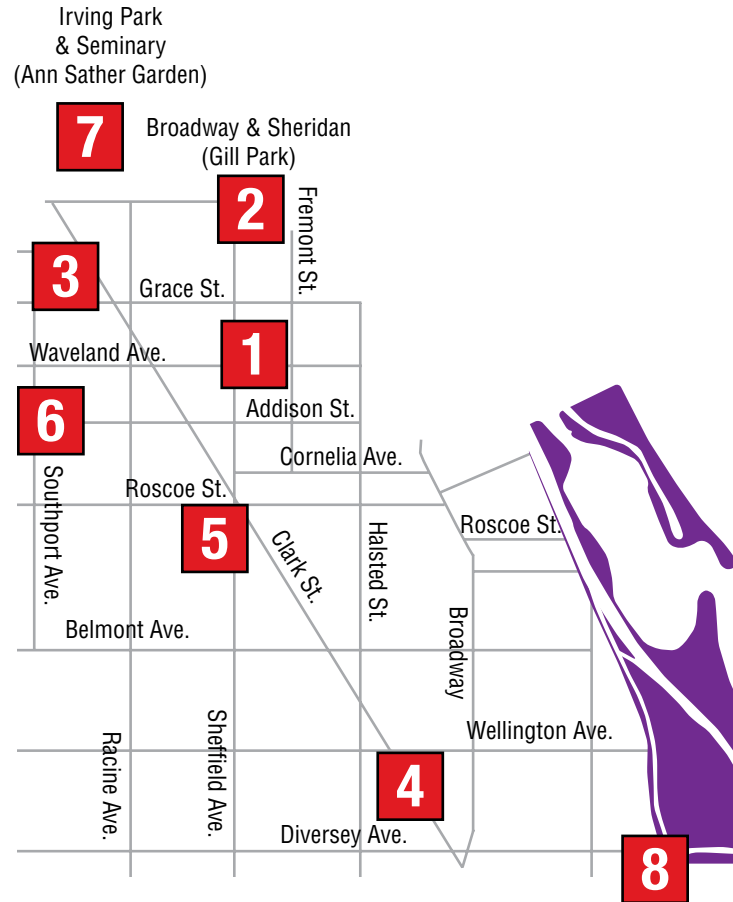 Irving Park
& Seminary
(Ann Sather Garden)
7
Broadway & Sheridan
(Gill Park)
2
Fremont St.
3
Grace St.
1
Waveland Ave.
6
Addison St.
Cornelia Ave.
Southport Ave.
Roscoe St.
5
Clark St.
Halsted St.
Roscoe St.
Broadway
Belmont Ave.
Racine Ave.
Sheffield Ave.
Wellington Ave.
4
Diversey Ave.
8